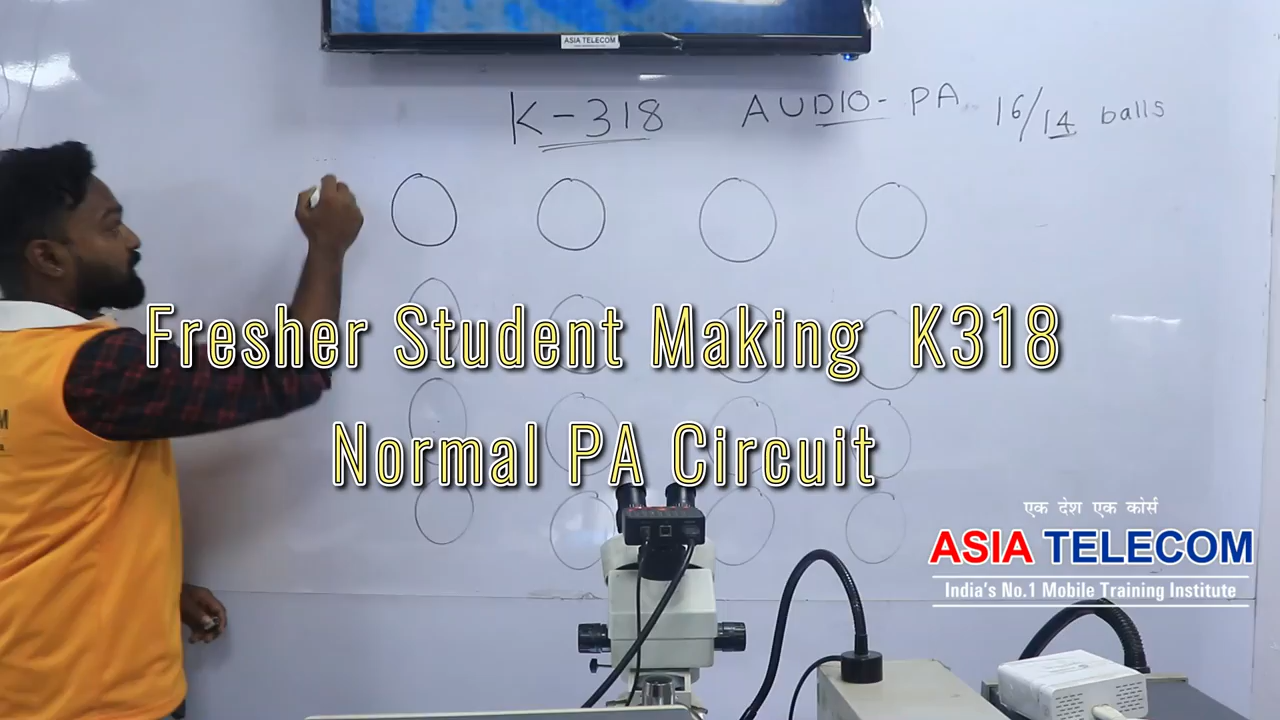 ASIA TELECOM
K-318 AUDIO-PA 16/14 balls
Fresher Student Making K318
Normal PA Circuit
एक देश एक कोर्स
ASIA TELECOM
India's No.1 Mobile Training Institute